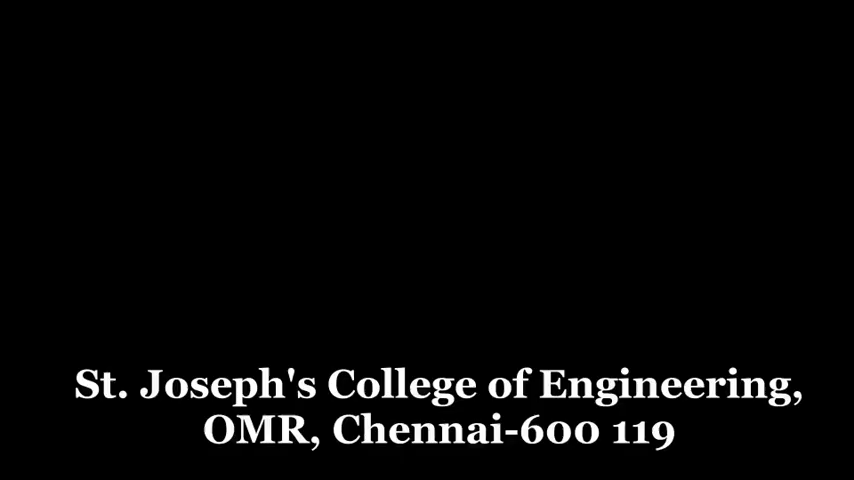 St. Joseph's College of Engineering,
OMR, Chennai-600 119